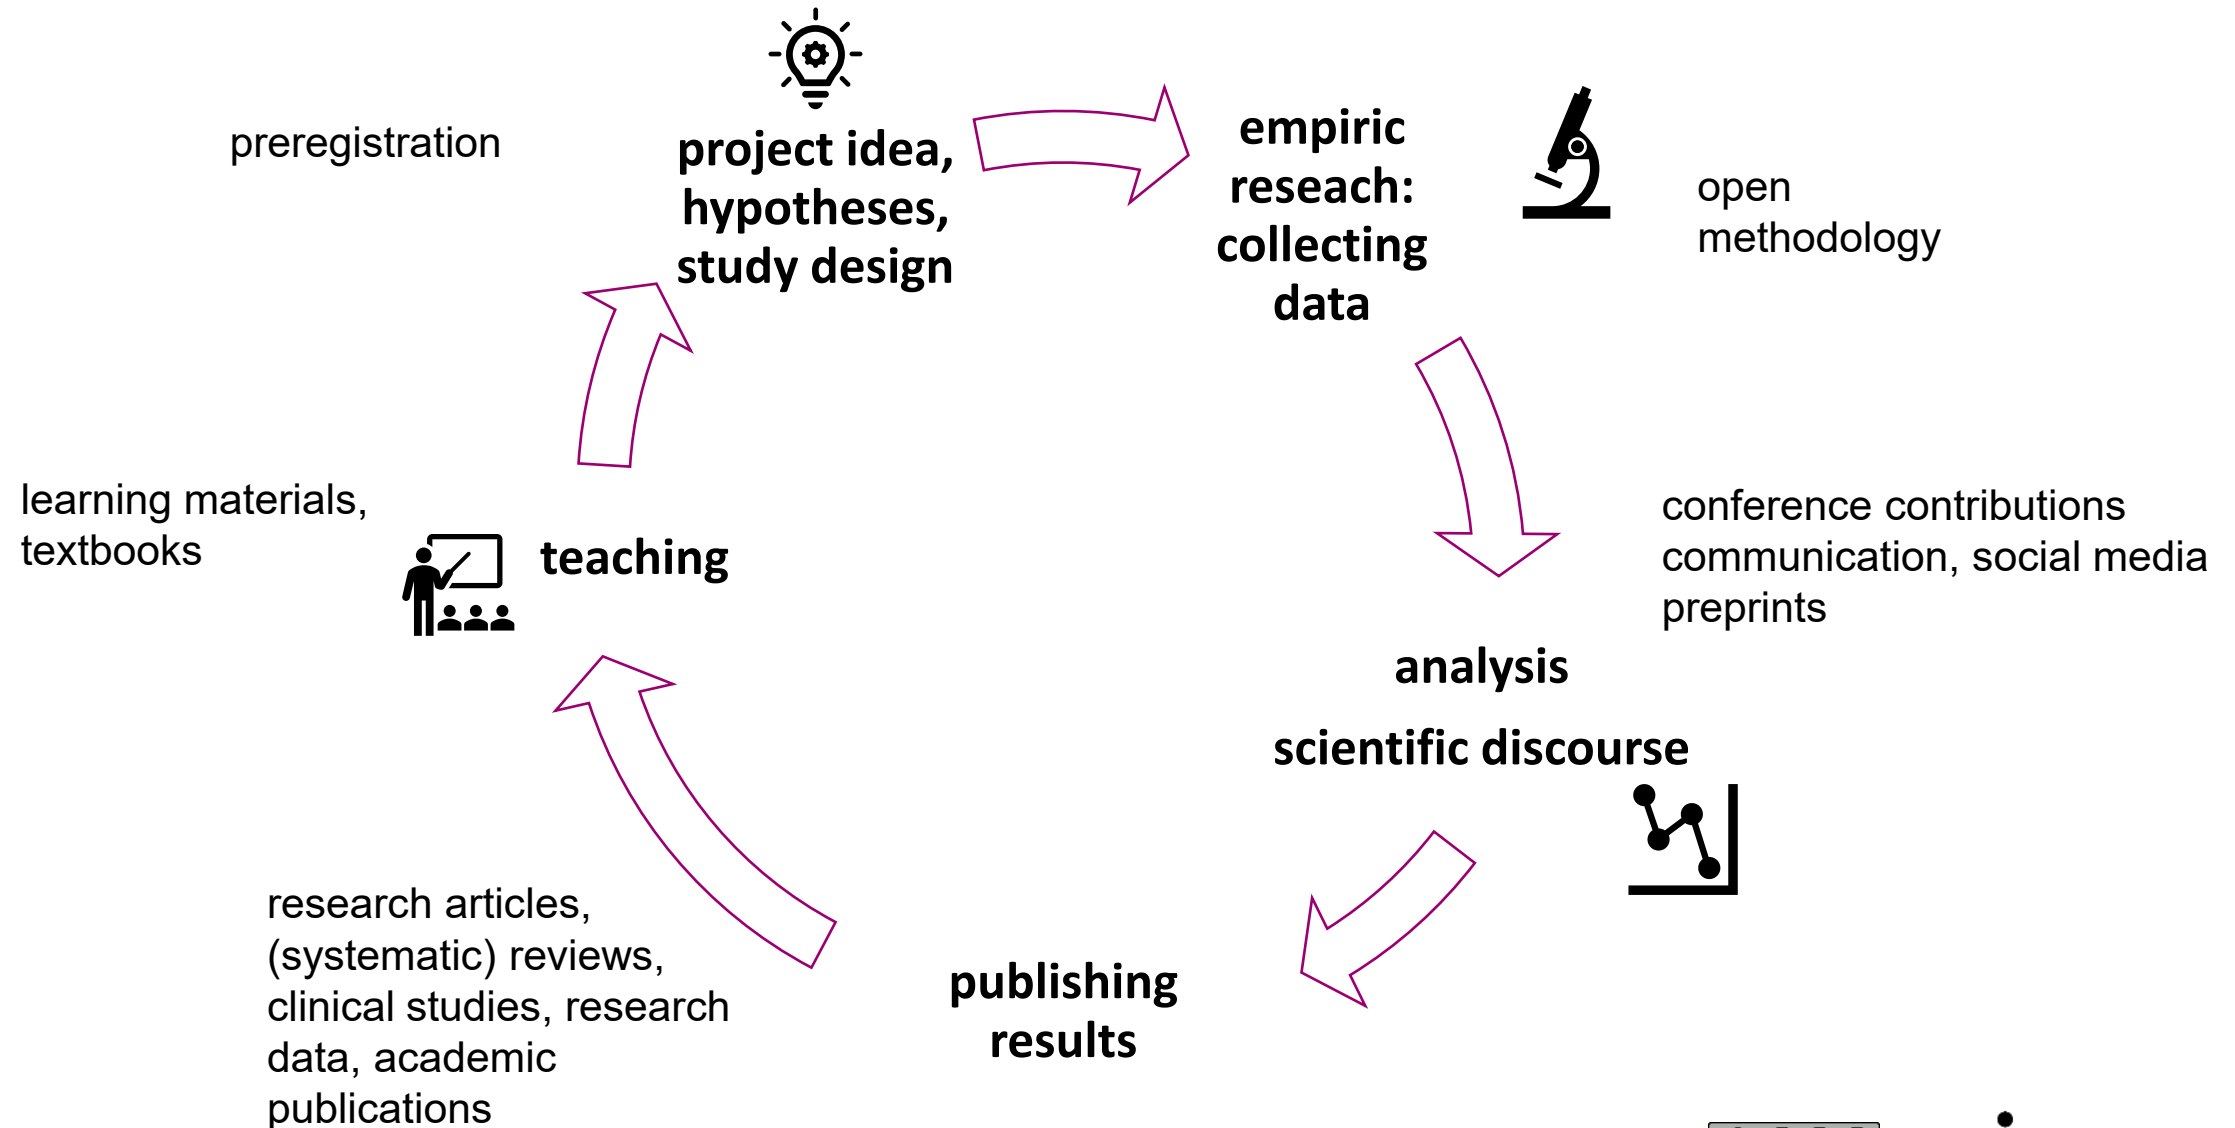 preregistration
project idea,
hypotheses,
study design
empiric
reseach:
collecting
data
open
methodology
learning materials,
textbooks
teaching
conference contributions
communication, social media
preprints
analysis
scientific discourse
research articles,
(systematic) reviews,
clinical studies, research
data, academic
publications
publishing
results